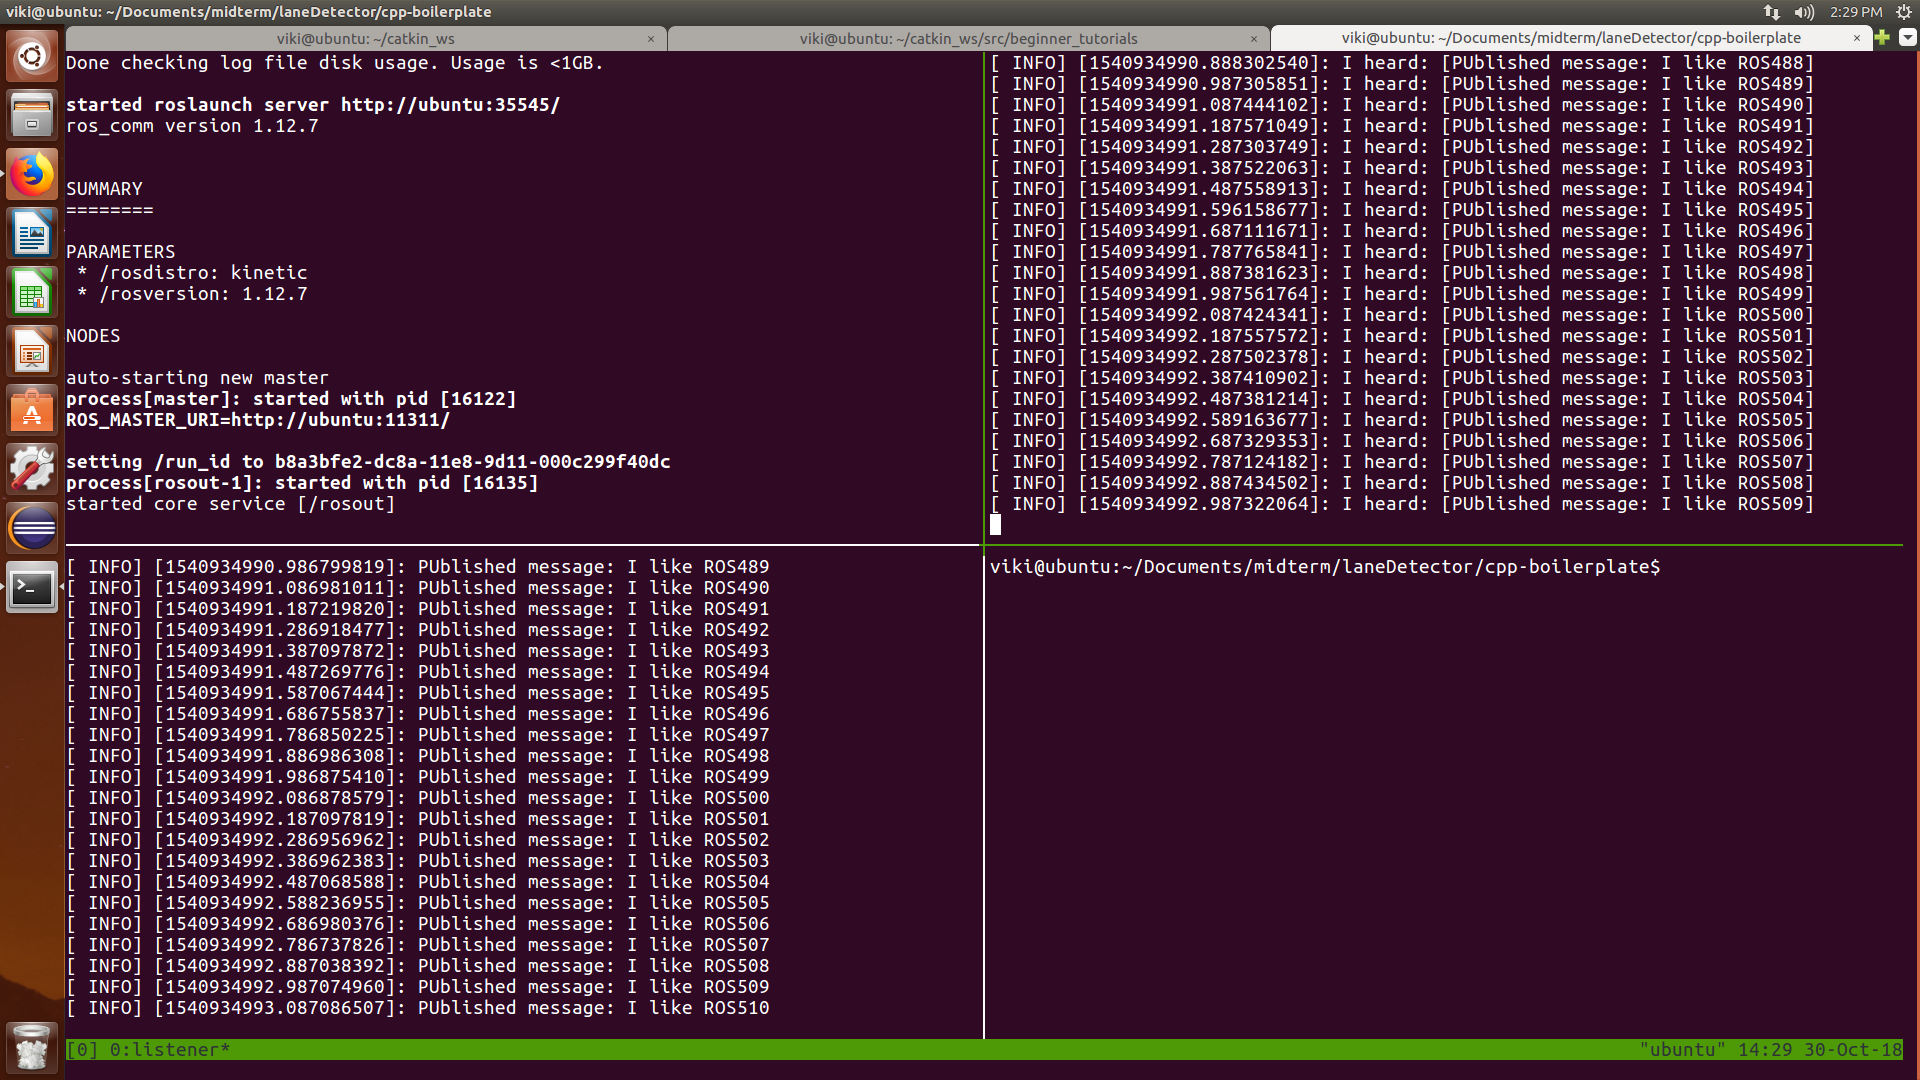 viki@ubuntu: ~/Documents/midterm/laneDetector/cpp-boilerplate
2:29 PM
viki@ubuntu: ~/catkin_ws
viki@ubuntu: ~/catkin_ws/src/beginner_tutorials
viki@ubuntu: ~/Documents/midterm/laneDetector/cpp-boilerplate
Done checking log file disk usage. Usage is <1GB.
started roslaunch server http://ubuntu:35545/
ros_comm version 1.12.7
SUMMARY
========
PARAMETERS
* /rosdistro: kinetic
* /rosversion: 1.12.7
NODES
auto-starting new master
process[master]: started with pid [16122]
ROS_MASTER_URI=http://ubuntu:11311/
setting /run_id to b8a3bfe2-dc8a-11e8-9d11-000c299f40dc
process[rosout-1]: started with pid [16135]
started core service [/rosout]
[ INFO] [1540934990.888302540]: I heard: [PUblished message: I like ROS488]
[ INFO] [1540934990.987305851]: I heard: [PUblished message: I like ROS489]
[ INFO] [1540934991.087444102]: I heard: [PUblished message: I like ROS490]
[ INFO] [1540934991.187571049]: I heard: [PUblished message: I like ROS491]
[ INFO] [1540934991.287303749]: I heard: [PUblished message: I like ROS492]
[ INFO] [1540934991.387522063]: I heard: [PUblished message: I like ROS493]
[ INFO] [1540934991.487558913]: I heard: [PUblished message: I like ROS494]
[ INFO] [1540934991.596158677]: I heard: [PUblished message: I like ROS495]
[ INFO] [1540934991.687111671]: I heard: [PUblished message: I like ROS496]
[ INFO] [1540934991.787765841]: I heard: [PUblished message: I like ROS497]
[ INFO] [1540934991.887381623]: I heard: [PUblished message: I like ROS498]
[ INFO] [1540934991.987561764]: I heard: [PUblished message: I like ROS499]
[ INFO] [1540934992.087424341]: I heard: [PUblished message: I like ROS500]
[ INFO] [1540934992.187557572]: I heard: [PUblished message: I like ROS501]
[ INFO] [1540934992.287502378]: I heard: [PUblished message: I like ROS502]
[ INFO] [1540934992.387410902]: I heard: [PUblished message: I like ROS503]
[ INFO] [1540934992.487381214]: I heard: [PUblished message: I like ROS504]
[ INFO] [1540934992.589163677]: I heard: [PUblished message: I like ROS505]
[ INFO] [1540934992.687329353]: I heard: [PUblished message: I like ROS506]
[ INFO] [1540934992.787124182]: I heard: [PUblished message: I like ROS507]
[ INFO] [1540934992.887434502]: I heard: [PUblished message: I like ROS508]
[ INFO] [1540934992.987322064]: I heard: [PUblished message: I like ROS509]
[ INFO] [1540934990.986799819]: PUblished message: I like ROS489
[ INFO] [1540934991.086981011]: PUblished message: I like ROS490
[ INFO] [1540934991.187219820]: PUblished message: I like ROS491
[ INFO] [1540934991.286918477]: PUblished message: I like ROS492
[ INFO] [1540934991.387097872]: PUblished message: I like ROS493
[ INFO] [1540934991.487269776]: PUblished message: I like ROS494
[ INFO] [1540934991.587067444]: PUblished message: I like ROS495
[ INFO] [1540934991.686755837]: PUblished message: I like ROS496
[ INFO] [1540934991.786850225]: PUblished message: I like ROS497
[ INFO] [1540934991.886986308]: PUblished message: I like ROS498
[ INFO] [1540934991.986875410]: PUblished message: I like ROS499
[ INFO] [1540934992.086878579]: PUblished message: I like ROS500
[ INFO] [1540934992.187097819]: PUblished message: I like ROS501
[ INFO] [1540934992.286956962]: PUblished message: I like ROS502
[ INFO] [1540934992.386962383]: PUblished message: I like ROS503
[ INFO] [1540934992.487068588]: PUblished message: I like ROS504
[ INFO] [1540934992.588236955]: PUblished message: I like ROS505
[ INFO] [1540934992.686980376]: PUblished message: I like ROS506
[ INFO] [1540934992.786737826]: PUblished message: I like ROS507
[ INFO] [1540934992.887038392]: PUblished message: I like ROS508
[ INFO] [1540934992.987074960]: PUblished message: I like ROS509
[ INFO] [1540934993.087086507]: PUblished message: I like ROS510
viki@ubuntu:~/Documents/midterm/laneDetector/cpp-boilerplate$
[0] 0:listener*
"ubuntu" 14:29 30-Oct-18